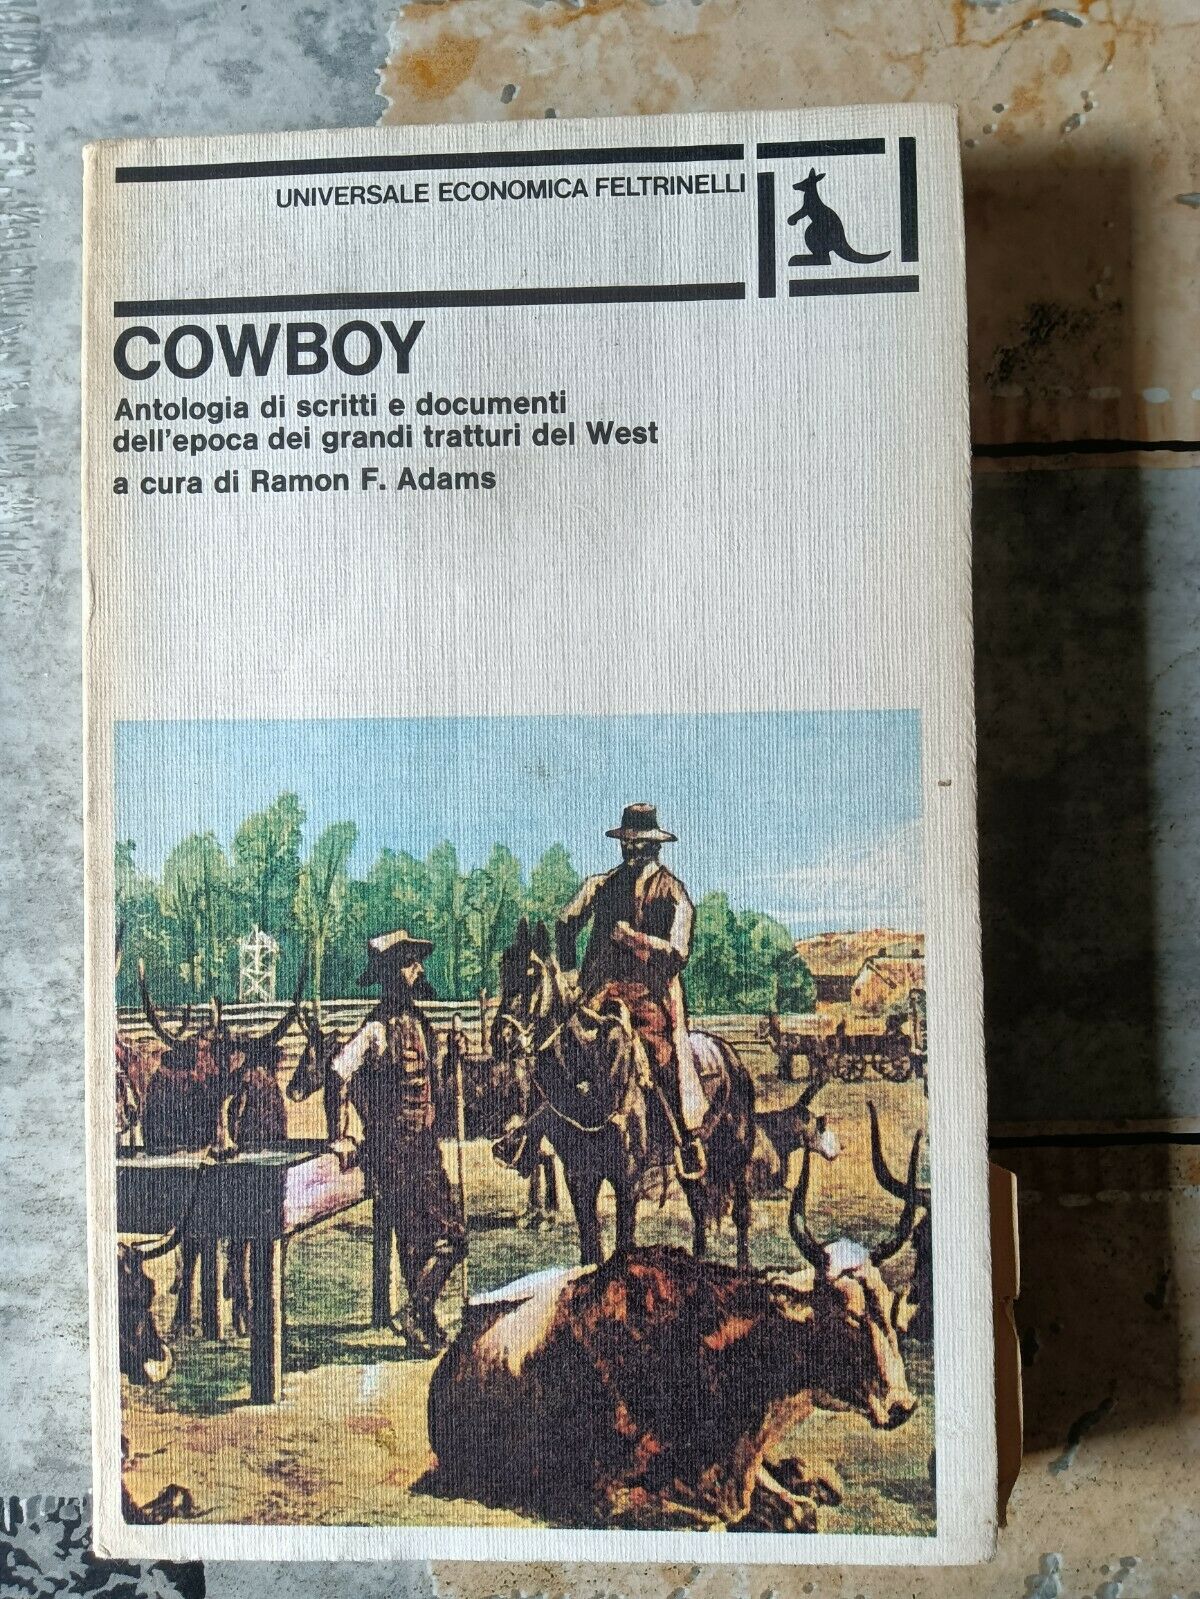 UNIVERSALE ECONOMICA FELTRINELLI
COWBOY
Antologia di scritti e documenti
dell'epoca dei grandi tratturi del West
a cura di Ramon F. Adams